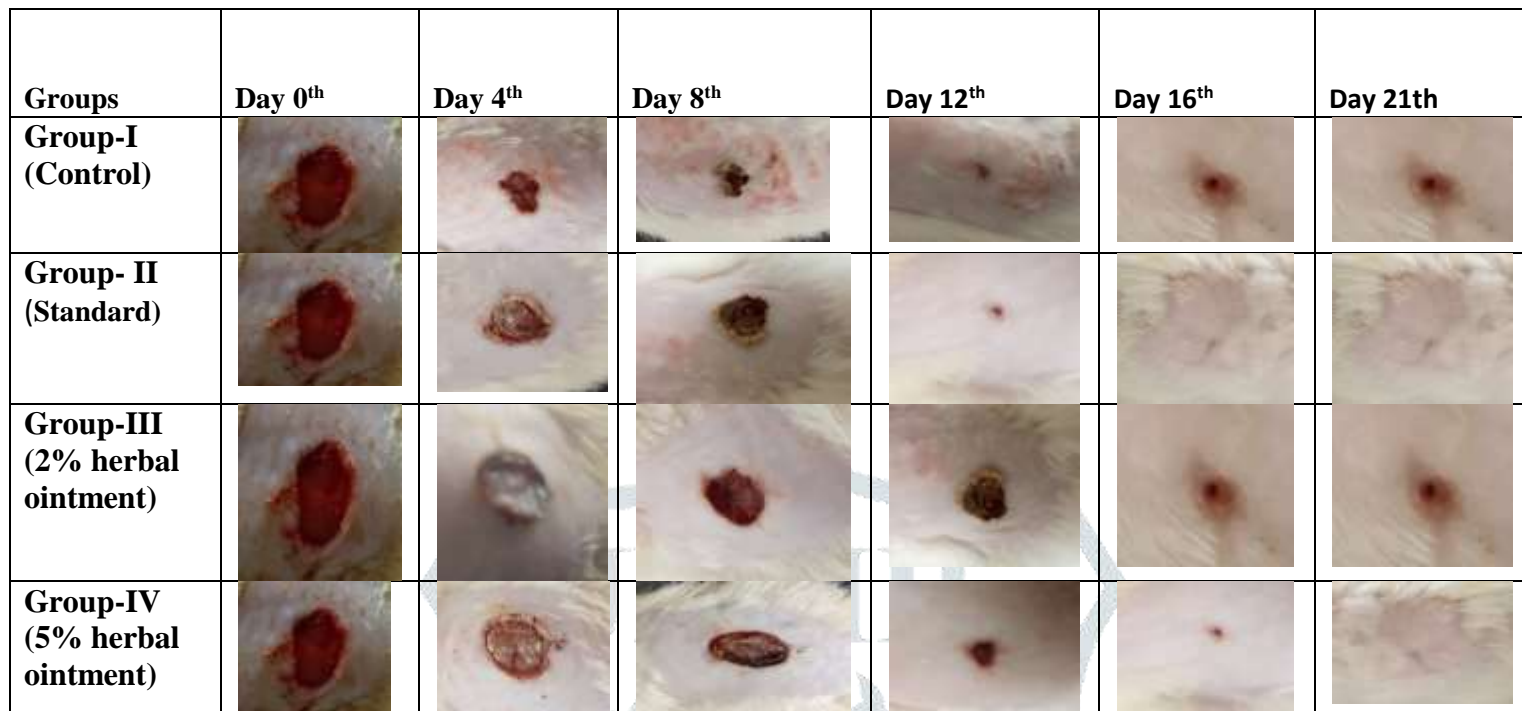 Groups Day 0th Day 4th Day 8th Day 12th Day 16th Day 21th
Group-I
(Control)
Group- II
(Standard)
Group-III
(2% herbal
ointment)
Group-IV
(5% herbal
ointment)